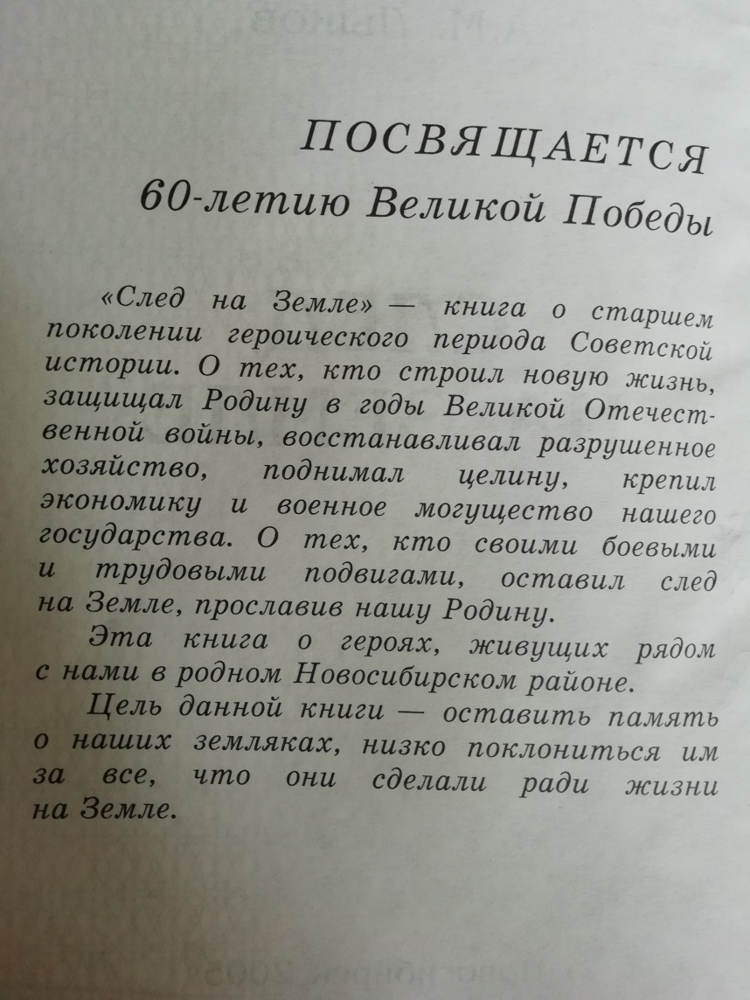 ПОСВЯЩАЕТСЯ
60-летию Великой Победы
«След на Земле» — книга о старшем
поколении героического периода Советской
истории. О тех, кто строил новую жизнь,
защищал Родину в годы Великой Отечест-
венной войны, восстанавливал разрушенное
хозяйство, поднимал целину, крепил
экономику и военное могущество нашего
государства. О тех, кто своими боевыми
и трудовыми подвигами, оставил след
на Земле, прославив нашу Родину.
Эта книга о героях, живущих рядом
с нами в родном Новосибирском районе.
Цель данной книги — оставить память
о наших земляках, низко поклониться им
за все, что они сделали ради жизни
на Земле.